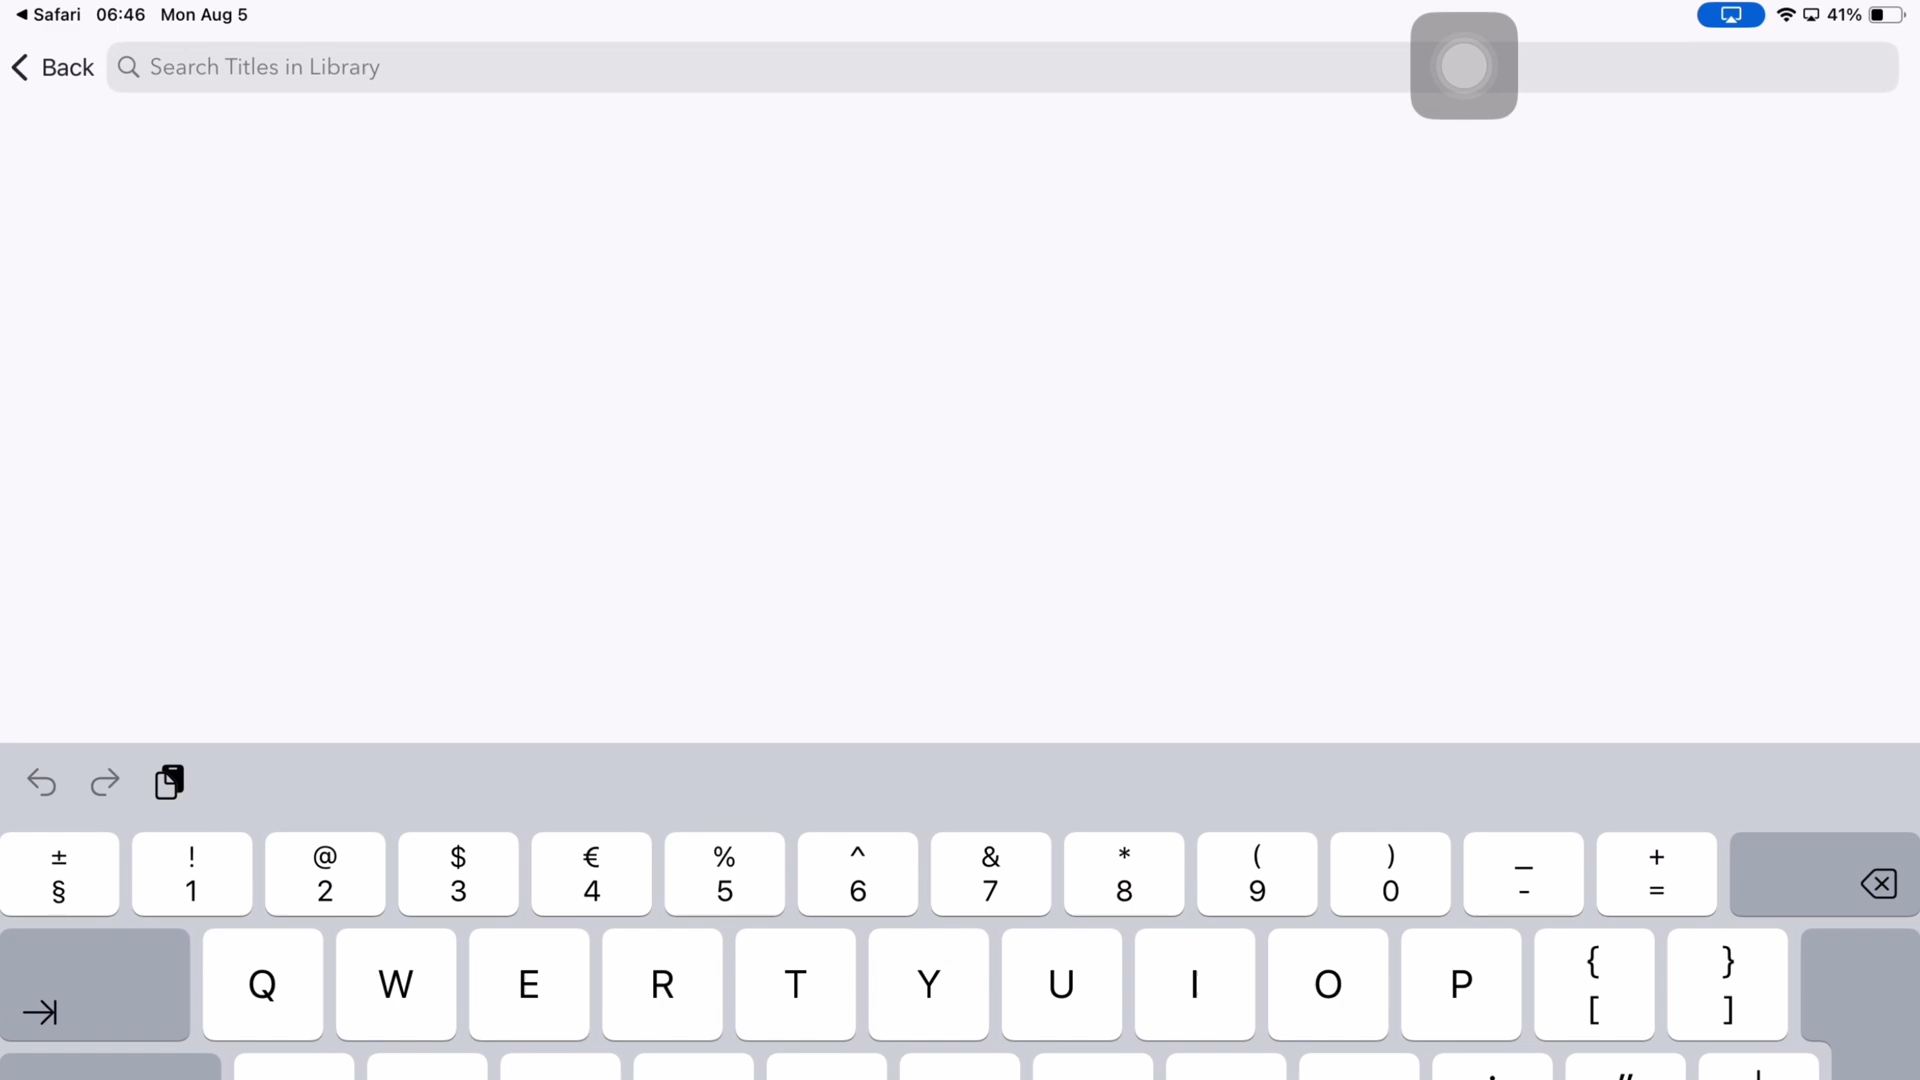 Safari 06:46 Mon Aug 5 41%
Back Search Titles in Library
± ! @ $ € % ^ & * ( ) _ +
§ 1 2 3 4 5 6 7 8 9 0 - =
Q W E R T Y U I O P { }
[ ]